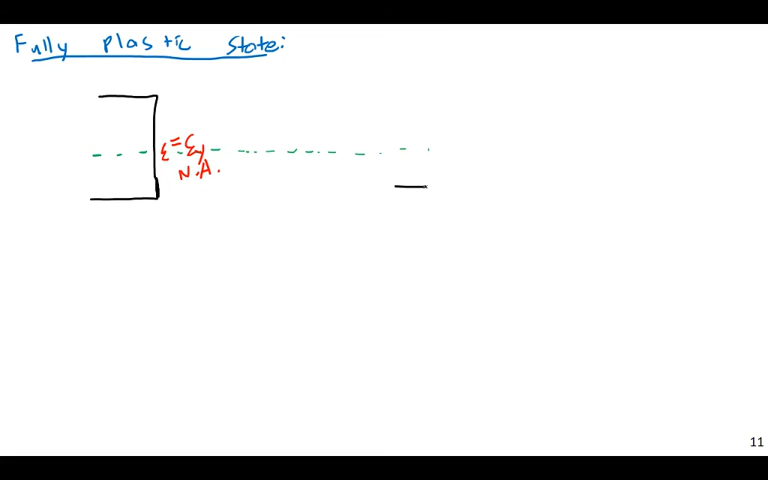 Fully plastic state:
ε = εy
N.A.
11